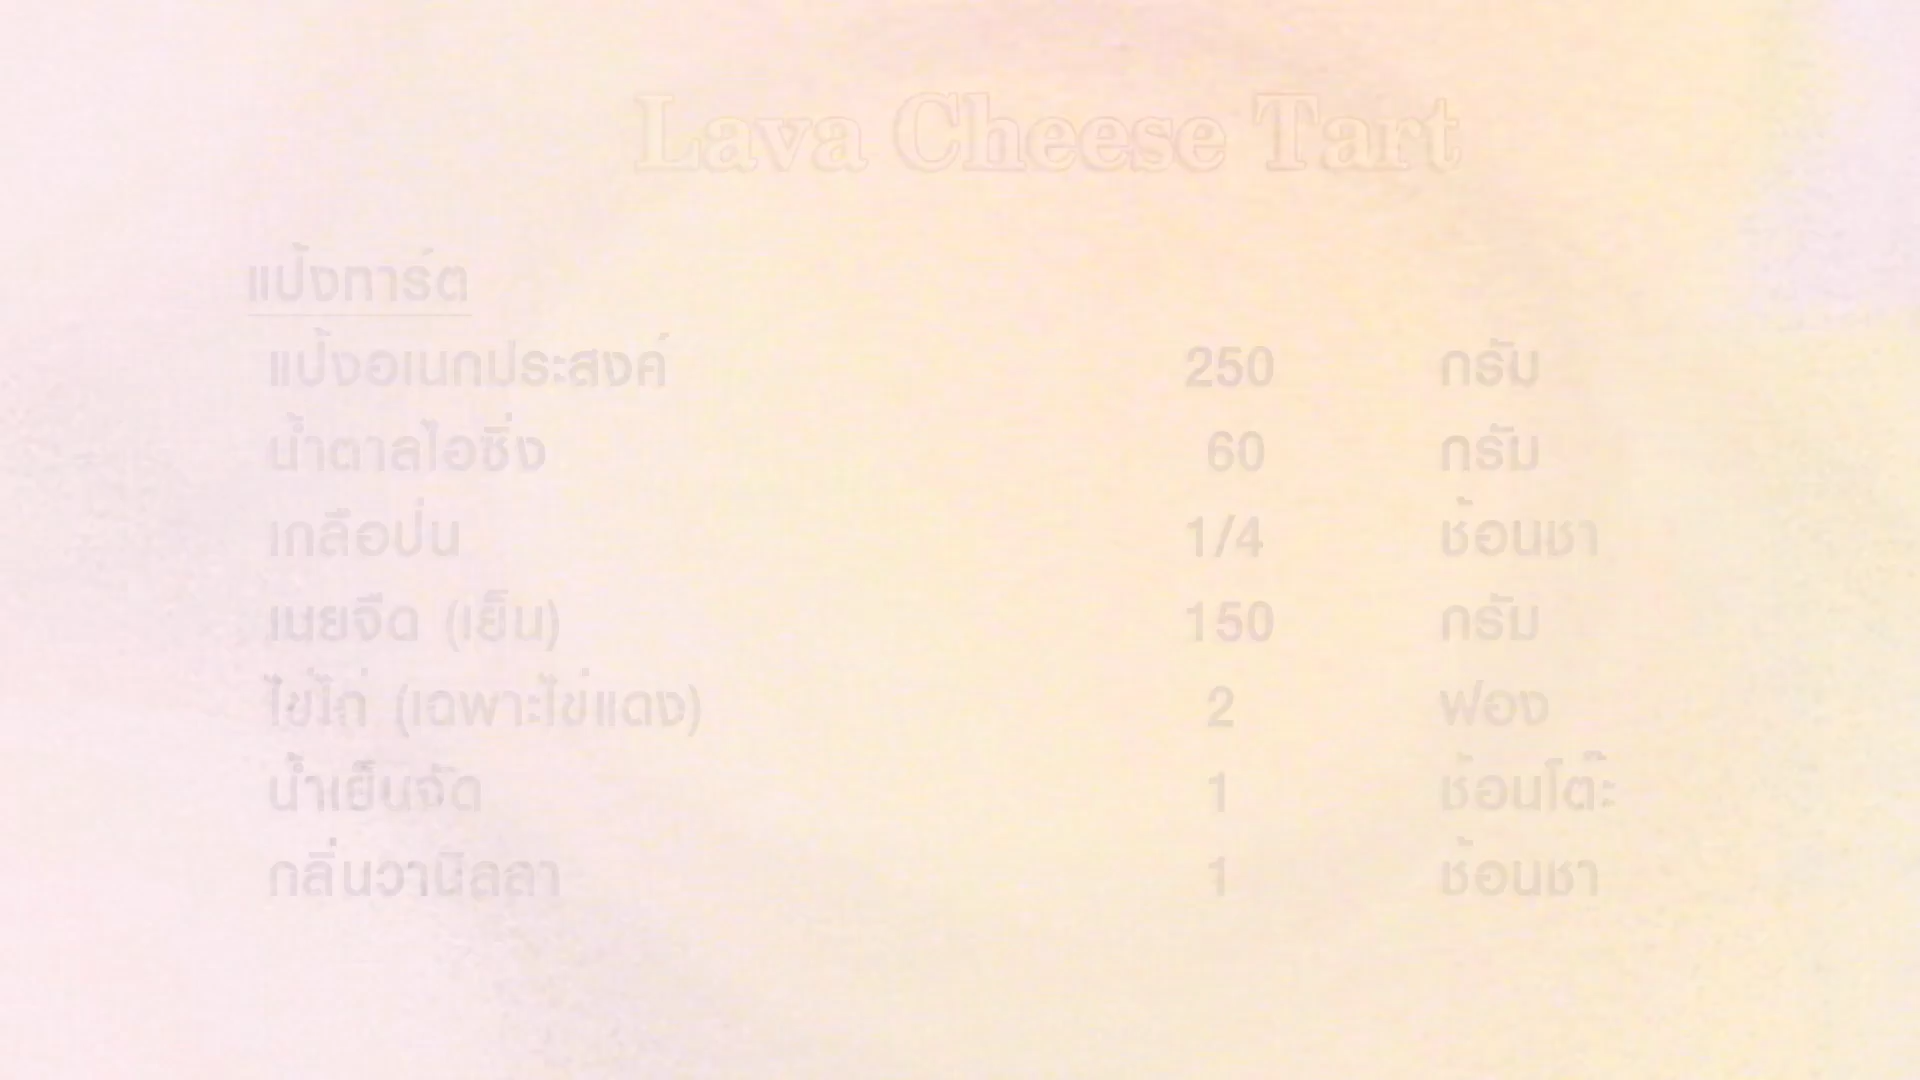 Lava Cheese Tart
แป้งทาร์ต
แป้งอเนกประสงค์ 250 กรัม
น้ำตาลไอซิ่ง 60 กรัม
เกลือป่น 1/4 ช้อนชา
เนยจืด (เย็น) 150 กรัม
ไข่ไก่ (เฉพาะไข่แดง) 2 ฟอง
น้ำเย็นจัด 1 ช้อนโต๊ะ
กลิ่นวานิลลา 1 ช้อนชา